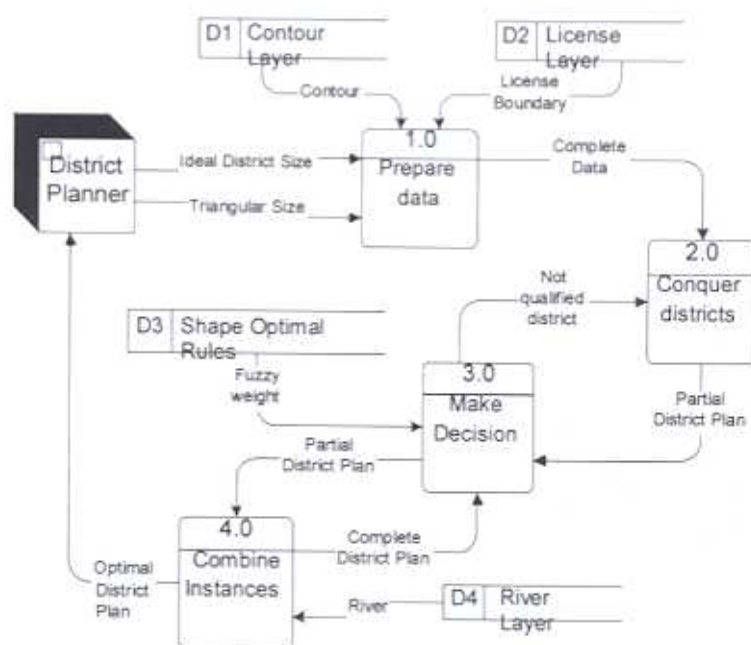 D1
Contour
Layer
D2
License
Layer
Contour
License
Boundary
District
Planner
Ideal District Size
Triangular Size
1.0
Prepare
data
Complete
Data
2.0
Conquer
districts
Not
qualified
district
D3
Shape Optimal
Rules
Fuzzy
weight
3.0
Make
Decision
Partial
District Plan
Partial
District Plan
4.0
Combine
Instances
Complete
District Plan
Optimal
District
Plan
River
D4
River
Layer